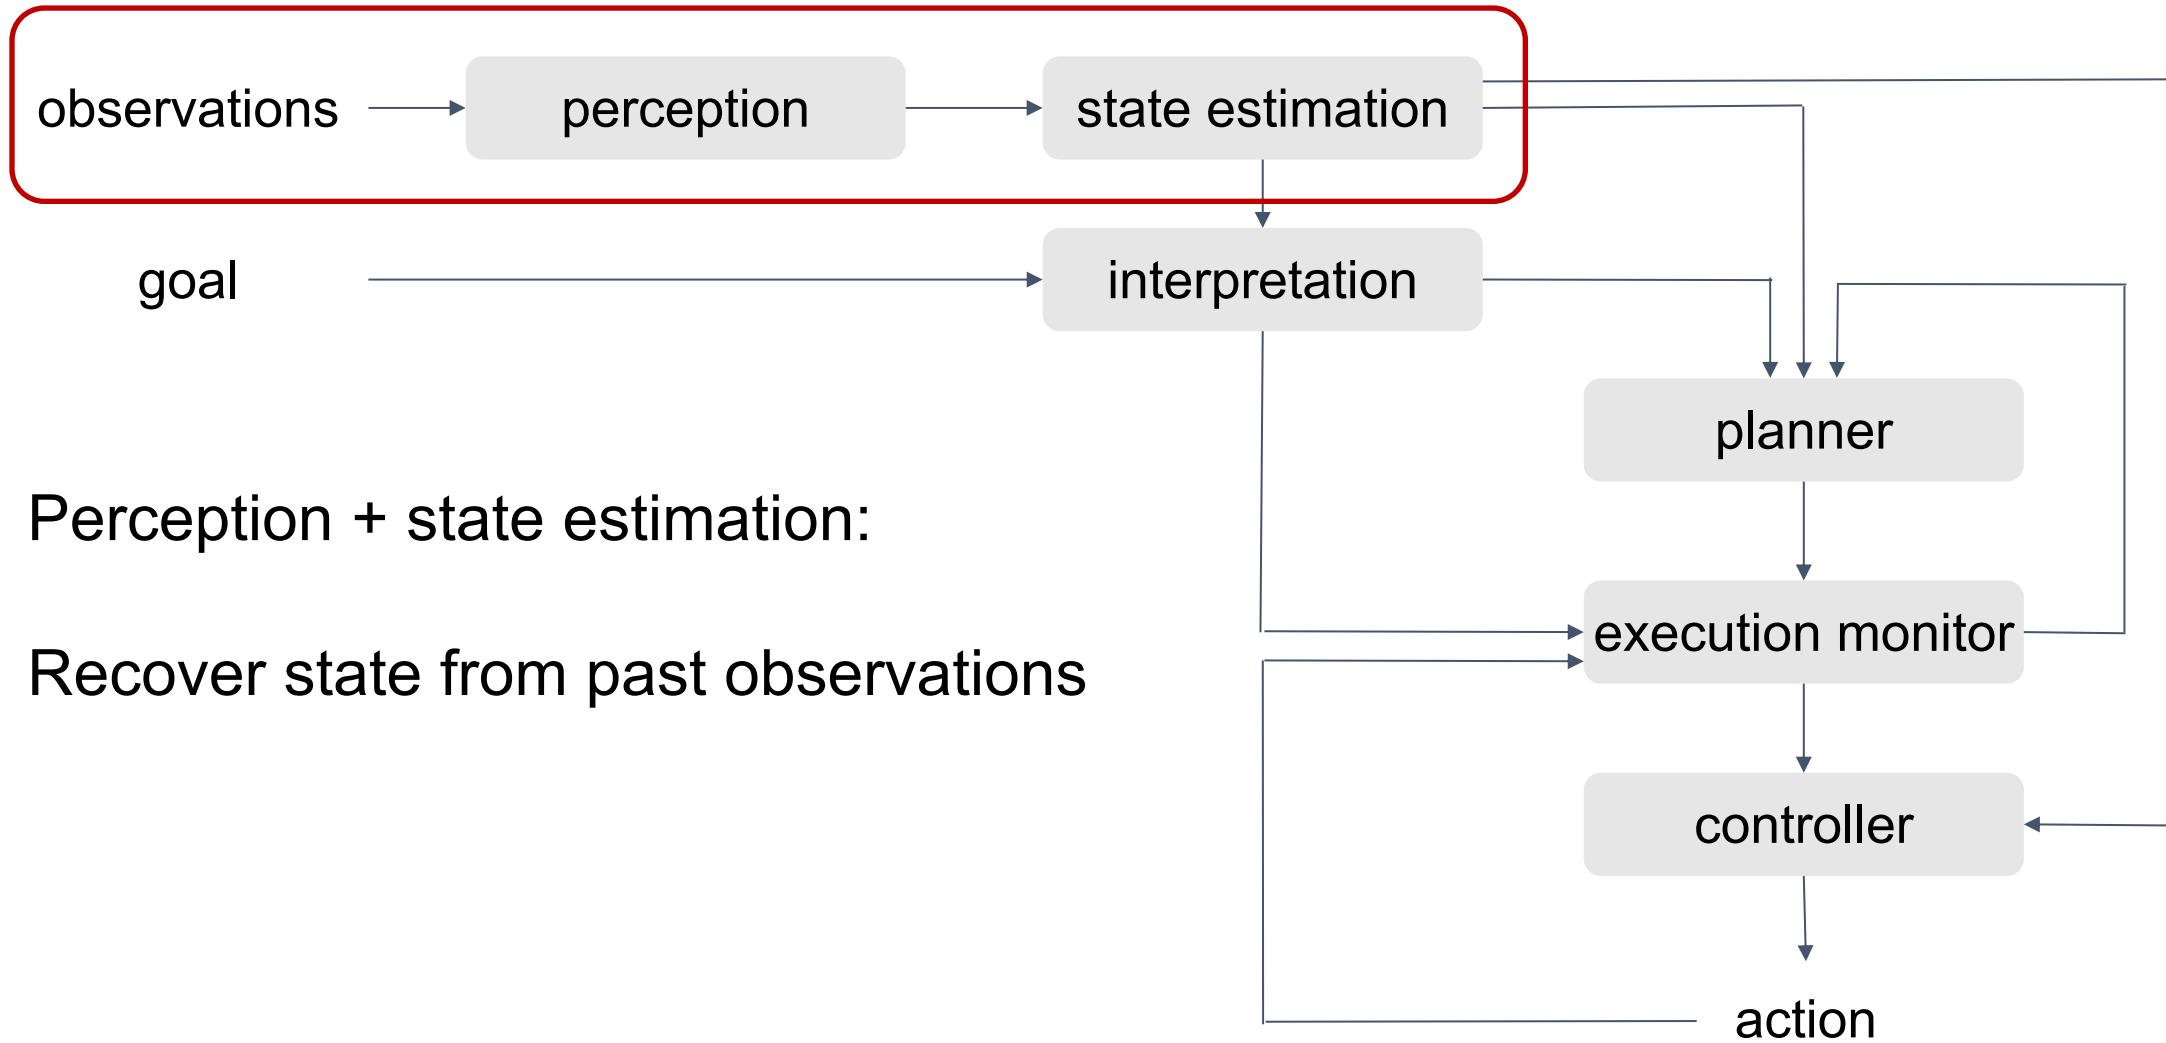 observations
perception
state estimation
goal
interpretation
planner
Perception + state estimation:
execution monitor
Recover state from past observations
controller
action